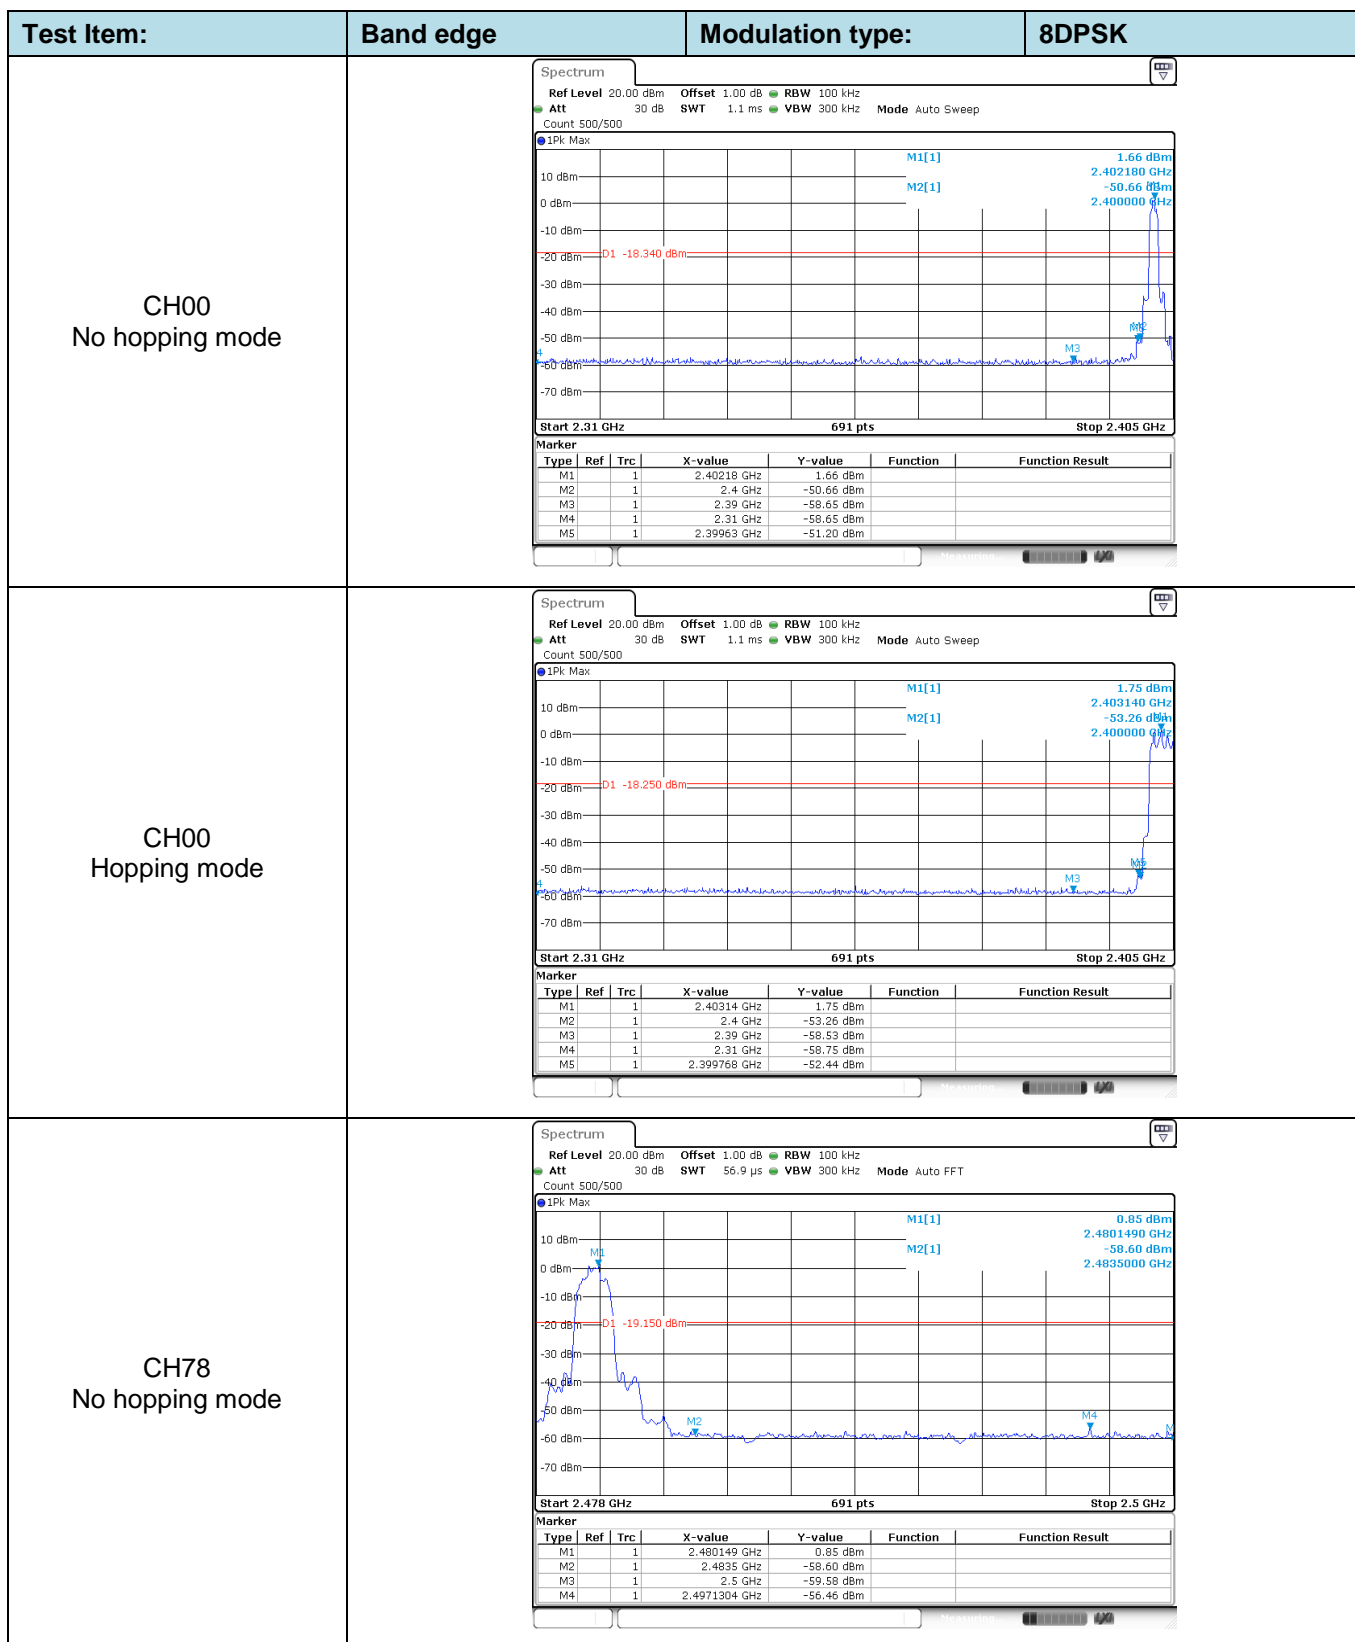 Test Item: Band edge Modulation type: 8DPSK
CH00
No hopping mode
Spectrum
Ref Level 20.00 dBm Offset 1.00 dB RBW 100 kHz
Att 30 dB SWT 1.1 ms VBW 300 kHz Mode Auto Sweep
Count 500/500
1Pk Max
M1[1] 1.66 dBm
2.402180 GHz
M2[1] -50.66 dBm
2.400000 GHz
M1
10 dBm
0 dBm
-10 dBm
D1 -18.340 dBm
-20 dBm
-30 dBm
-40 dBm
M2
-50 dBm
M3
4
-60 dBm
-70 dBm
Start 2.31 GHz 691 pts Stop 2.405 GHz
Marker
Type Ref Trc X-value Y-value Function Function Result
M1 1 2.40218 GHz 1.66 dBm
M2 1 2.4 GHz -50.66 dBm
M3 1 2.39 GHz -58.65 dBm
M4 1 2.31 GHz -58.65 dBm
M5 1 2.39963 GHz -51.20 dBm
Measuring...
CH00
Hopping mode
Spectrum
Ref Level 20.00 dBm Offset 1.00 dB RBW 100 kHz
Att 30 dB SWT 1.1 ms VBW 300 kHz Mode Auto Sweep
Count 500/500
1Pk Max
M1[1] 1.75 dBm
2.403140 GHz
M2[1] -53.26 dBm
2.400000 GHz
M1
10 dBm
0 dBm
-10 dBm
D1 -18.250 dBm
-20 dBm
-30 dBm
-40 dBm
M5
-50 dBm
M3
4
-60 dBm
-70 dBm
Start 2.31 GHz 691 pts Stop 2.405 GHz
Marker
Type Ref Trc X-value Y-value Function Function Result
M1 1 2.40314 GHz 1.75 dBm
M2 1 2.4 GHz -53.26 dBm
M3 1 2.39 GHz -58.53 dBm
M4 1 2.31 GHz -58.75 dBm
M5 1 2.399768 GHz -52.44 dBm
Measuring...
CH78
No hopping mode
Spectrum
Ref Level 20.00 dBm Offset 1.00 dB RBW 100 kHz
Att 30 dB SWT 56.9 µs VBW 300 kHz Mode Auto FFT
Count 500/500
1Pk Max
M1[1] 0.85 dBm
2.4801490 GHz
M2[1] -58.60 dBm
2.4835000 GHz
10 dBm
M1
0 dBm
-10 dBm
D1 -19.150 dBm
-20 dBm
-30 dBm
-40 dBm
-50 dBm
M2
M4
M
-60 dBm
-70 dBm
Start 2.478 GHz 691 pts Stop 2.5 GHz
Marker
Type Ref Trc X-value Y-value Function Function Result
M1 1 2.480149 GHz 0.85 dBm
M2 1 2.4835 GHz -58.60 dBm
M3 1 2.5 GHz -59.58 dBm
M4 1 2.4971304 GHz -56.46 dBm
Measuring...